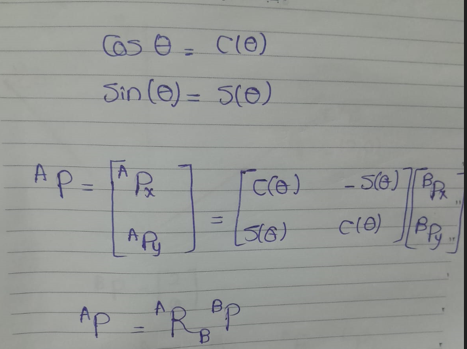 Cos θ = C(θ)
Sin(θ) = S(θ)
ᴬP = [ᴬPx ᴬPy] = [C(θ) -S(θ) S(θ) C(θ)] [ᴮPx ᴮPy]
ᴬP = ᴬR_B ᴮP